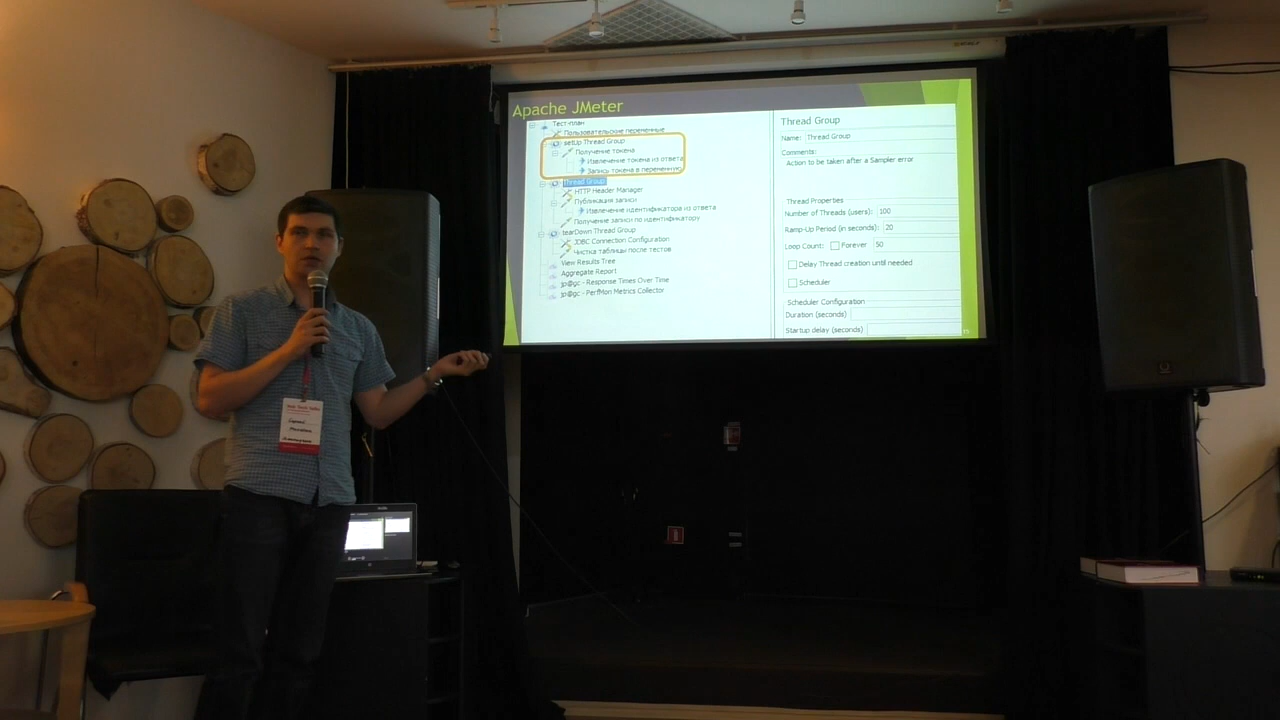 Apache JMeter
Тест-план
Пользовательские переменные
setUp Thread Group
Получение токена
Извлечение токена из ответа
Запись токена в переменную
Thread Group
HTTP Header Manager
Публикация записи
Извлечение идентификатора из ответа
Получение записи по идентификатору
tearDown Thread Group
JDBC Connection Configuration
Чистка таблицы после тестов
View Results Tree
Aggregate Report
jp@gc - Response Times Over Time
jp@gc - PerfMon Metrics Collector
Thread Group
Name: Thread Group
Comments:
Action to be taken after a Sampler error
Thread Properties
Number of Threads (users): 100
Ramp-Up Period (in seconds): 20
Loop Count: Forever 50
Delay Thread creation until needed
Scheduler
Scheduler Configuration
Duration (seconds)
Startup delay (seconds)
15